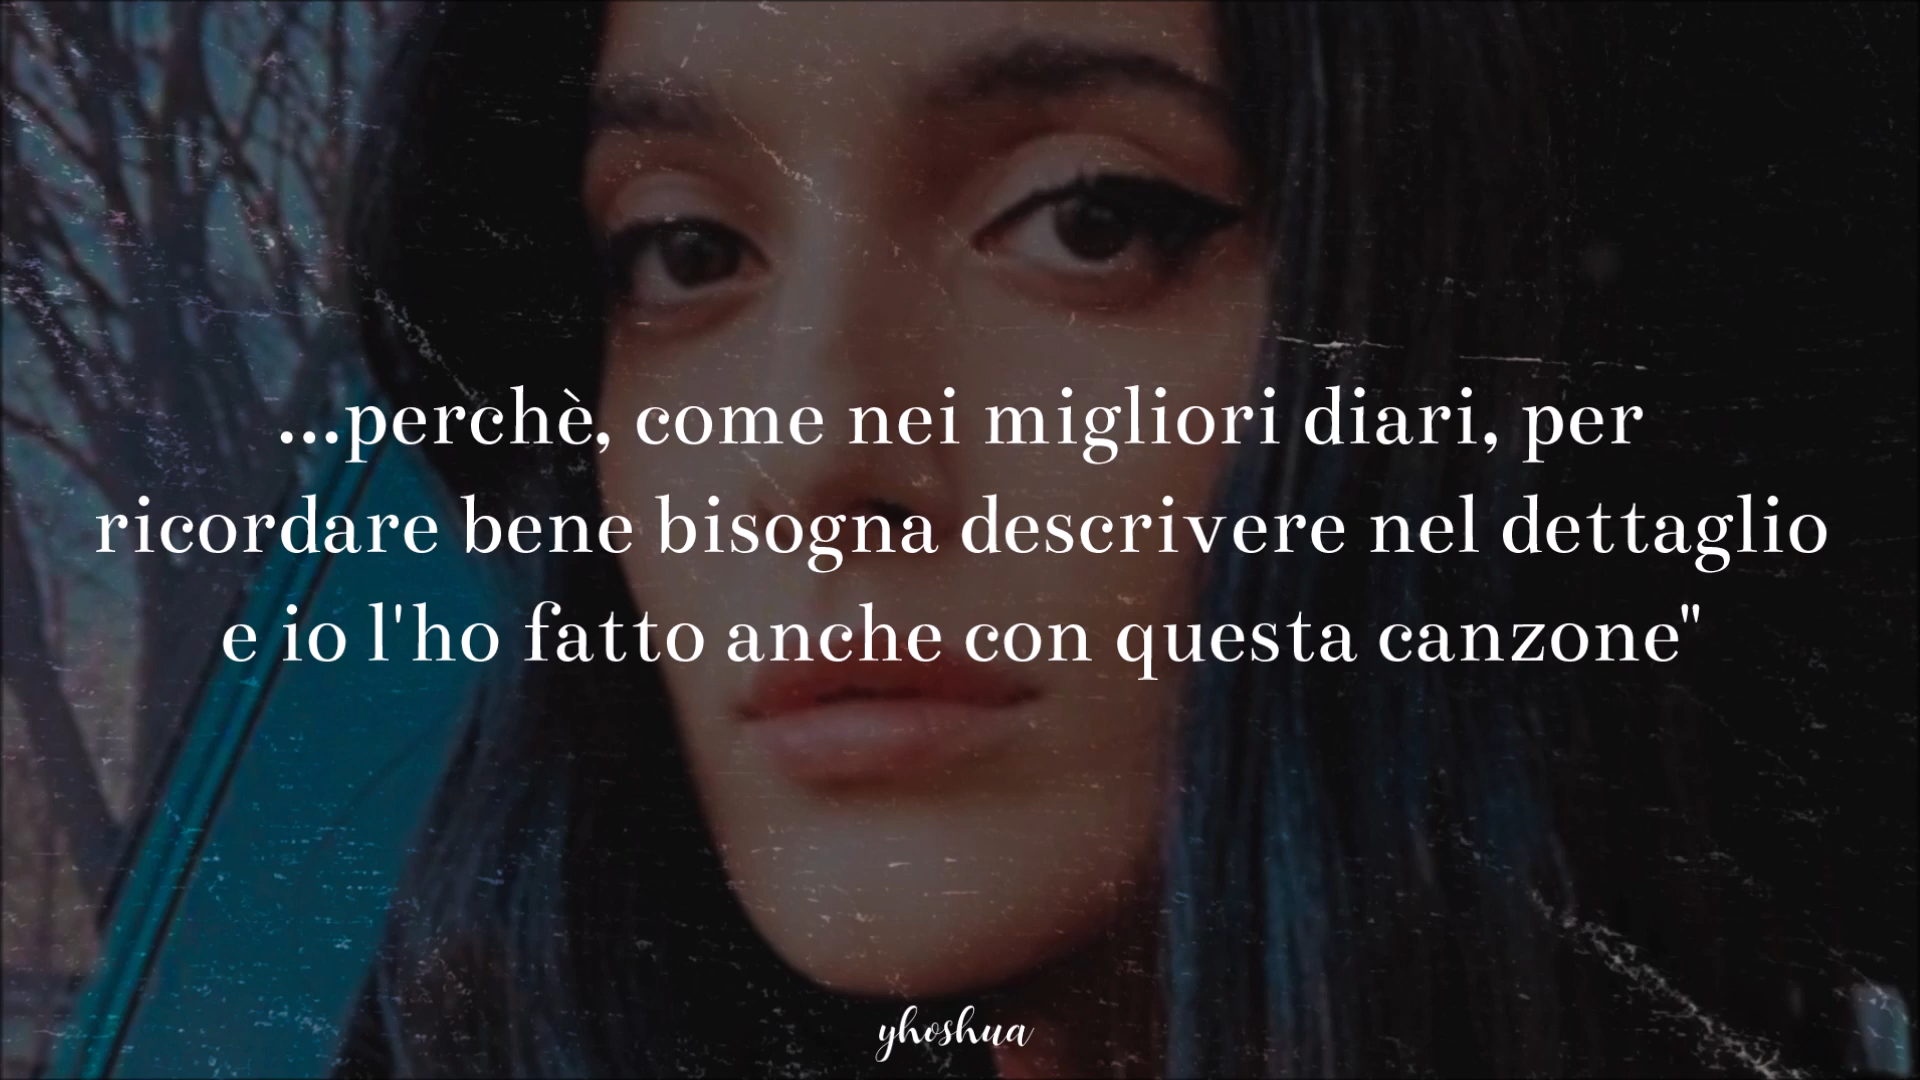 ...perchè, come nei migliori diari, per
ricordare bene bisogna descrivere nel dettaglio
e io l'ho fatto anche con questa canzone"
yhoshua